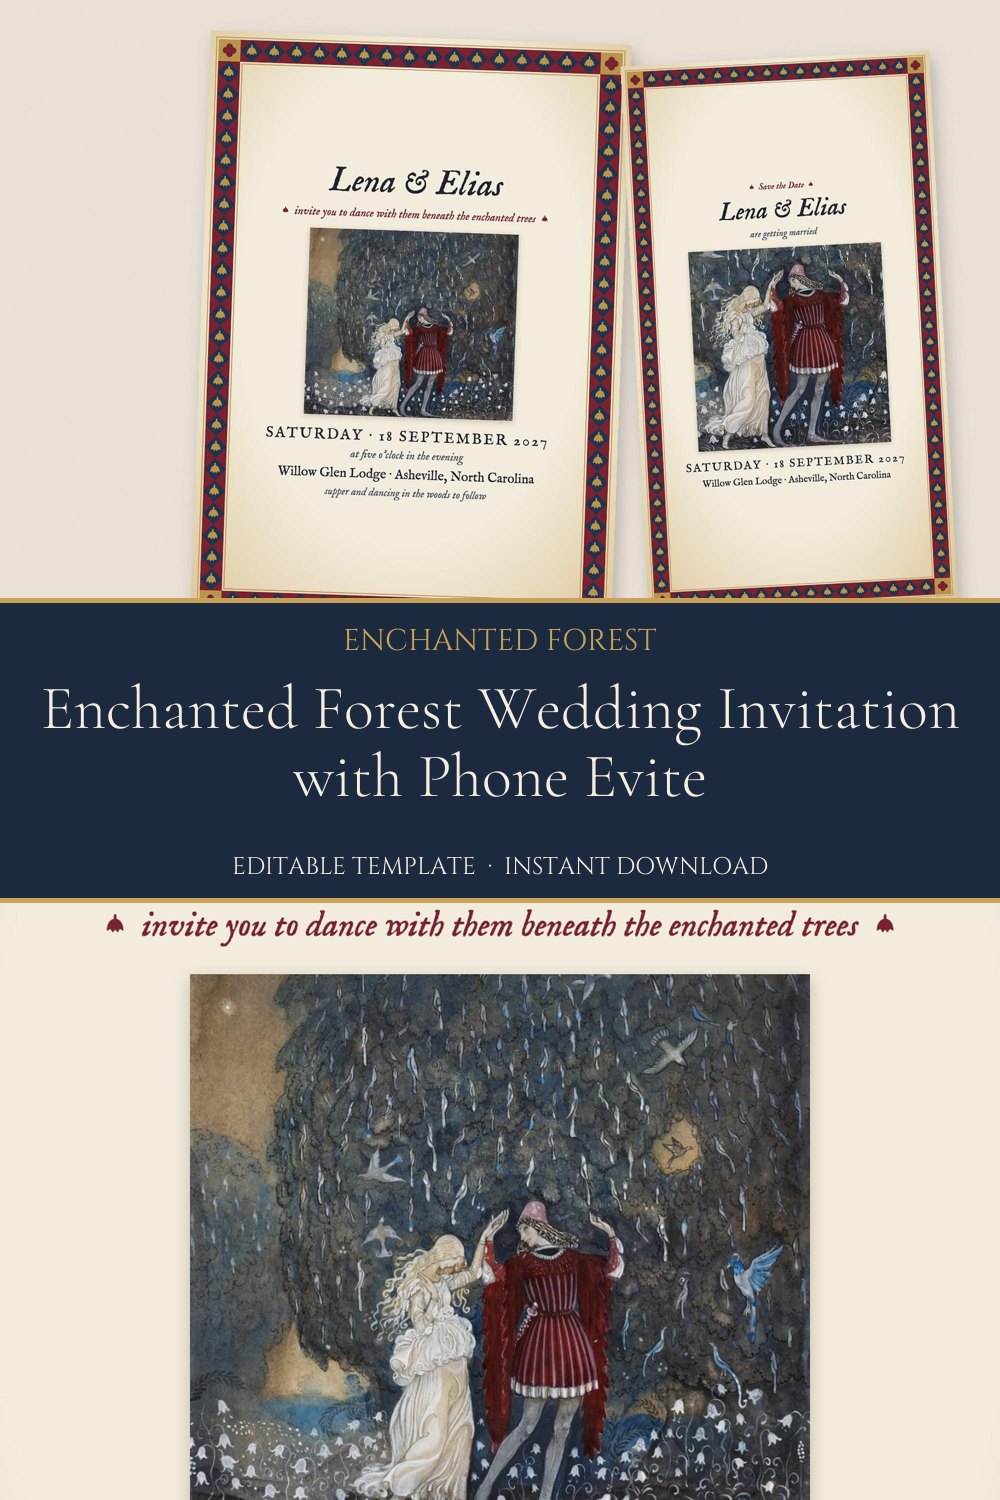 Lena & Elias
invite you to dance with them beneath the enchanted trees
SATURDAY · 18 SEPTEMBER 2027
at five o'clock in the evening
Willow Glen Lodge · Asheville, North Carolina
supper and dancing in the woods to follow
Save the Date
Lena & Elias
are getting married
SATURDAY · 18 SEPTEMBER 2027
Willow Glen Lodge · Asheville, North Carolina
ENCHANTED FOREST
Enchanted Forest Wedding Invitation
with Phone Evite
EDITABLE TEMPLATE · INSTANT DOWNLOAD
invite you to dance with them beneath the enchanted trees